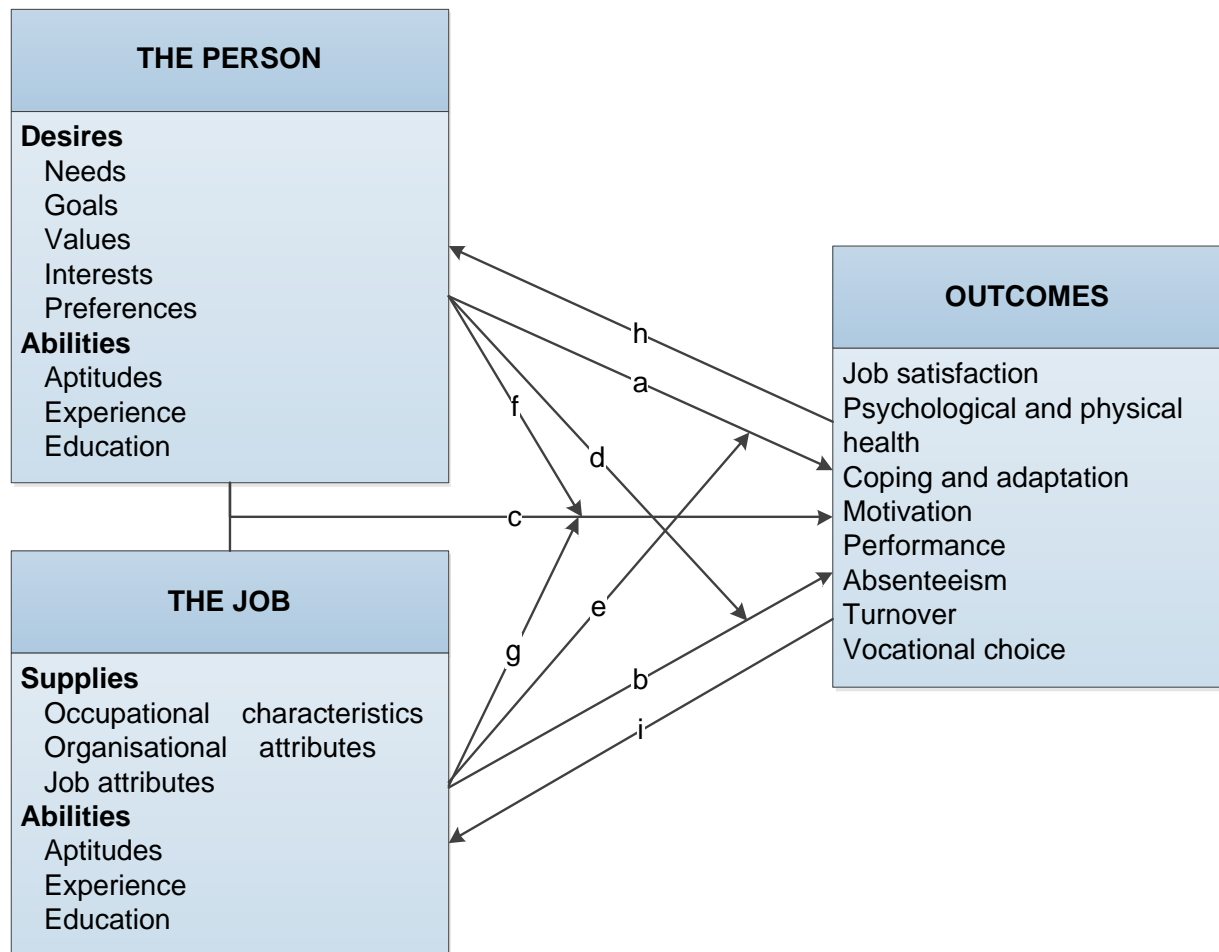 THE PERSON
Desires
Needs
Goals
Values
Interests
Preferences
Abilities
Aptitudes
Experience
Education
THE JOB
Supplies
Occupational characteristics
Organisational attributes
Job attributes
Abilities
Aptitudes
Experience
Education
h
a
f
d
c
e
g
b
i
OUTCOMES
Job satisfaction
Psychological and physical
health
Coping and adaptation
Motivation
Performance
Absenteeism
Turnover
Vocational choice